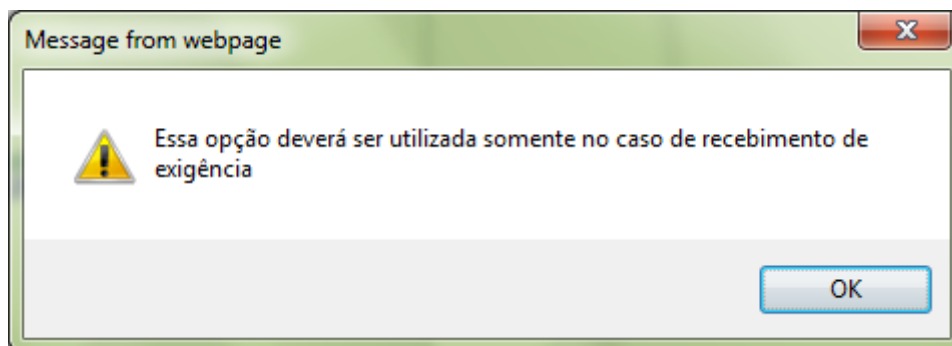 Message from webpage
Essa opção deverá ser utilizada somente no caso de recebimento de
exigência
OK